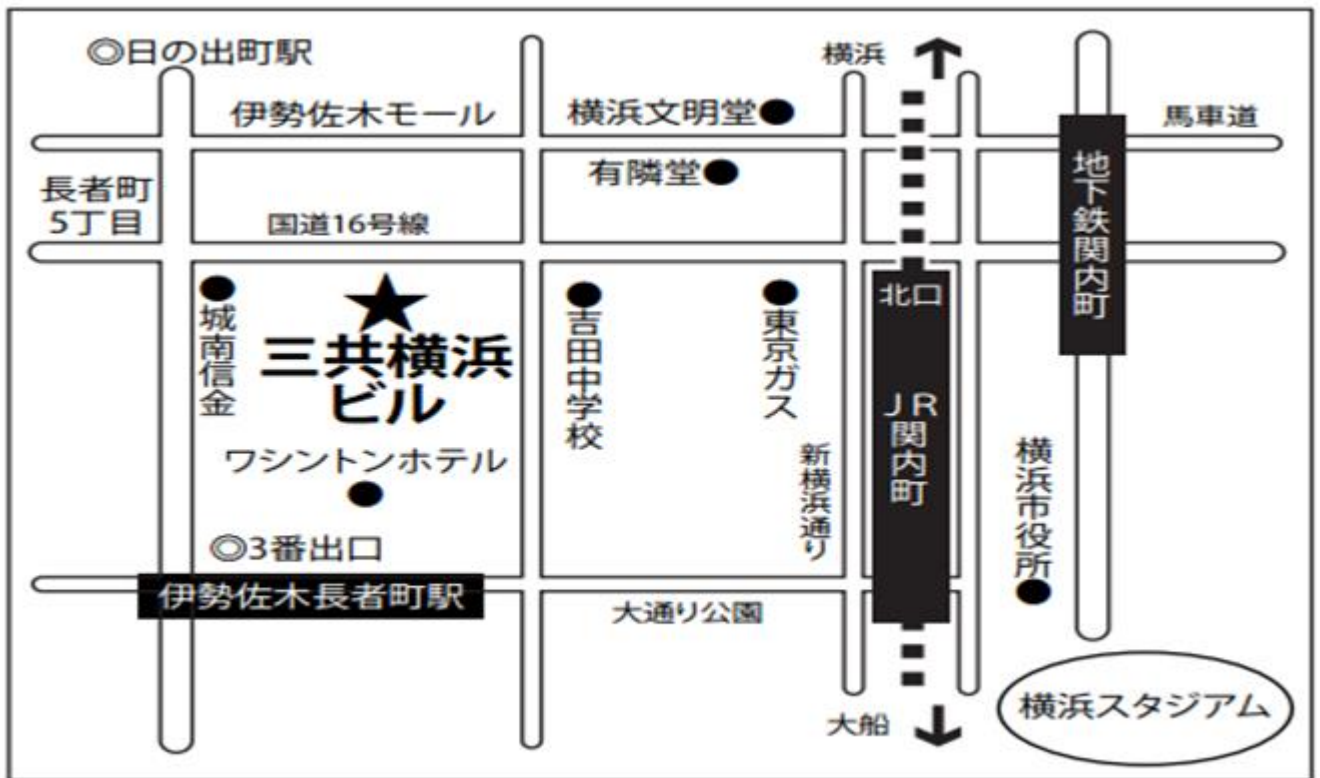 ◎日の出町駅
横浜
伊勢佐木モール
横浜文明堂●
馬車道
有隣堂●
長者町
5丁目
国道16号線
地下鉄関内町
●城南信金
★
三共横浜
ビル
●吉田中学校
●東京ガス
北口
JR関内町
ワシントンホテル
●
新横浜通り
横浜市役所●
◎3番出口
伊勢佐木長者町駅
大通り公園
大船
横浜スタジアム